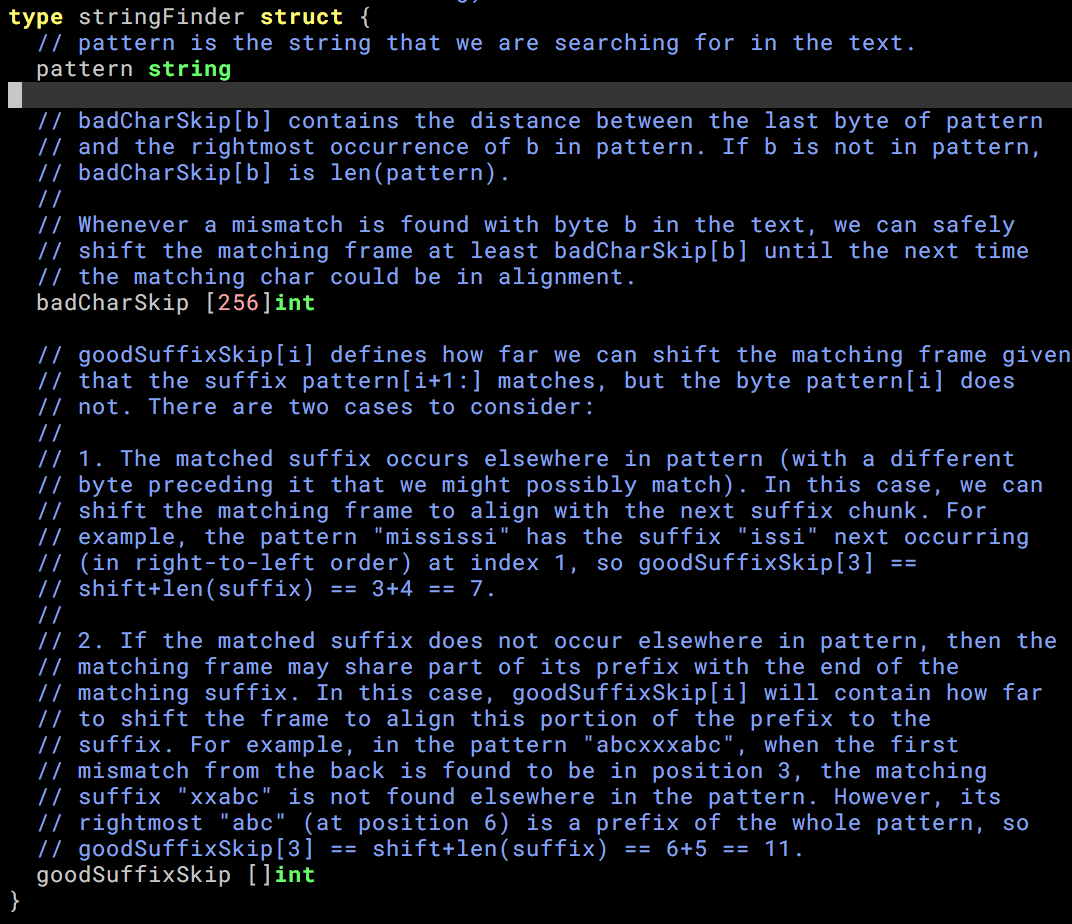 type stringFinder struct {
// pattern is the string that we are searching for in the text.
pattern string
// badCharSkip[b] contains the distance between the last byte of pattern
// and the rightmost occurrence of b in pattern. If b is not in pattern,
// badCharSkip[b] is len(pattern).
//
// Whenever a mismatch is found with byte b in the text, we can safely
// shift the matching frame at least badCharSkip[b] until the next time
// the matching char could be in alignment.
badCharSkip [256]int
// goodSuffixSkip[i] defines how far we can shift the matching frame given
// that the suffix pattern[i+1:] matches, but the byte pattern[i] does
// not. There are two cases to consider:
//
// 1. The matched suffix occurs elsewhere in pattern (with a different
// byte preceding it that we might possibly match). In this case, we can
// shift the matching frame to align with the next suffix chunk. For
// example, the pattern "mississi" has the suffix "issi" next occurring
// (in right-to-left order) at index 1, so goodSuffixSkip[3] ==
// shift+len(suffix) == 3+4 == 7.
//
// 2. If the matched suffix does not occur elsewhere in pattern, then the
// matching frame may share part of its prefix with the end of the
// matching suffix. In this case, goodSuffixSkip[i] will contain how far
// to shift the frame to align this portion of the prefix to the
// suffix. For example, in the pattern "abcxxxabc", when the first
// mismatch from the back is found to be in position 3, the matching
// suffix "xxabc" is not found elsewhere in the pattern. However, its
// rightmost "abc" (at position 6) is a prefix of the whole pattern, so
// goodSuffixSkip[3] == shift+len(suffix) == 6+5 == 11.
goodSuffixSkip []int
}